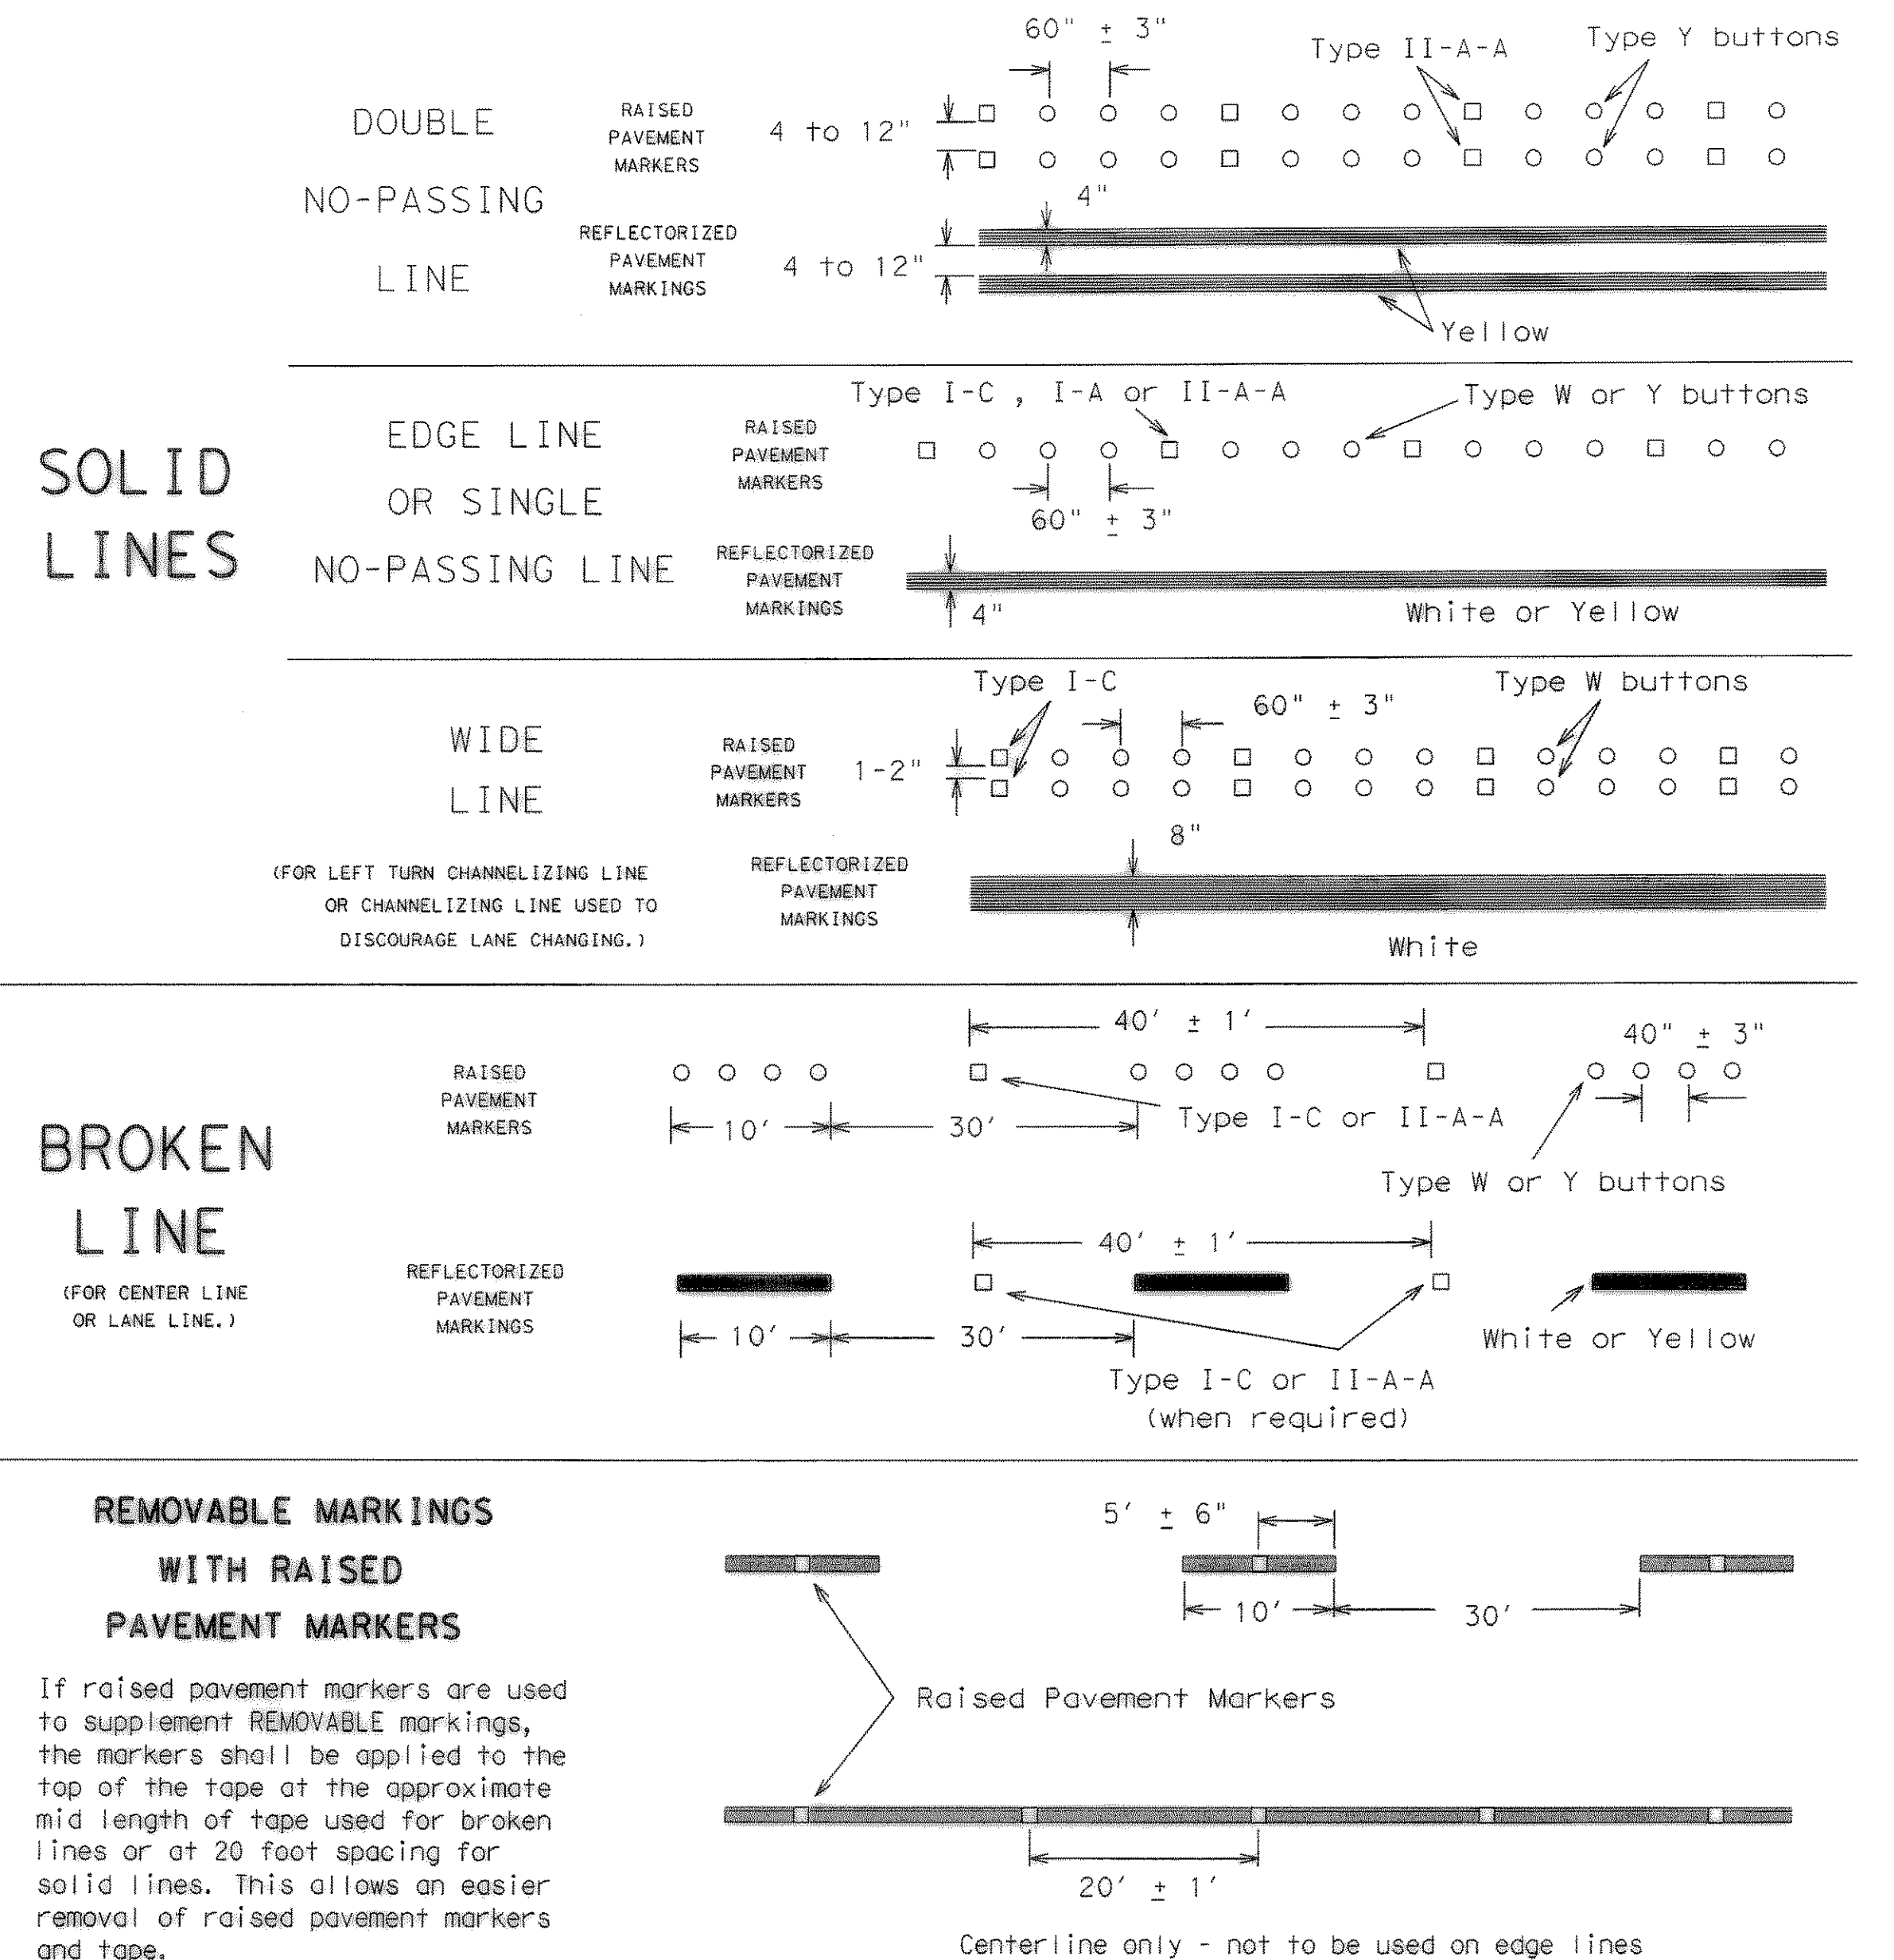 SOLID
LINES
DOUBLE
NO-PASSING
LINE
RAISED
PAVEMENT
MARKERS
4 to 12"
60" ± 3"
Type II-A-A
Type Y buttons
REFLECTORIZED
PAVEMENT
MARKINGS
4 to 12"
4"
Yellow
EDGE LINE
OR SINGLE
NO-PASSING LINE
RAISED
PAVEMENT
MARKERS
Type I-C , I-A or II-A-A
Type W or Y buttons
60" ± 3"
REFLECTORIZED
PAVEMENT
MARKINGS
4"
White or Yellow
WIDE
LINE
(FOR LEFT TURN CHANNELIZING LINE
OR CHANNELIZING LINE USED TO
DISCOURAGE LANE CHANGING.)
RAISED
PAVEMENT
MARKERS
1-2"
Type I-C
60" ± 3"
Type W buttons
REFLECTORIZED
PAVEMENT
MARKINGS
8"
White
BROKEN
LINE
(FOR CENTER LINE
OR LANE LINE.)
RAISED
PAVEMENT
MARKERS
40' ± 1'
40" ± 3"
10'
30'
Type I-C or II-A-A
Type W or Y buttons
REFLECTORIZED
PAVEMENT
MARKINGS
40' ± 1'
10'
30'
White or Yellow
Type I-C or II-A-A
(when required)
REMOVABLE MARKINGS
WITH RAISED
PAVEMENT MARKERS
If raised pavement markers are used
to supplement REMOVABLE markings,
the markers shall be applied to the
top of the tape at the approximate
mid length of tape used for broken
lines or at 20 foot spacing for
solid lines. This allows an easier
removal of raised pavement markers
and tape.
5' ± 6"
10'
30'
Raised Pavement Markers
20' ± 1'
Centerline only - not to be used on edge lines